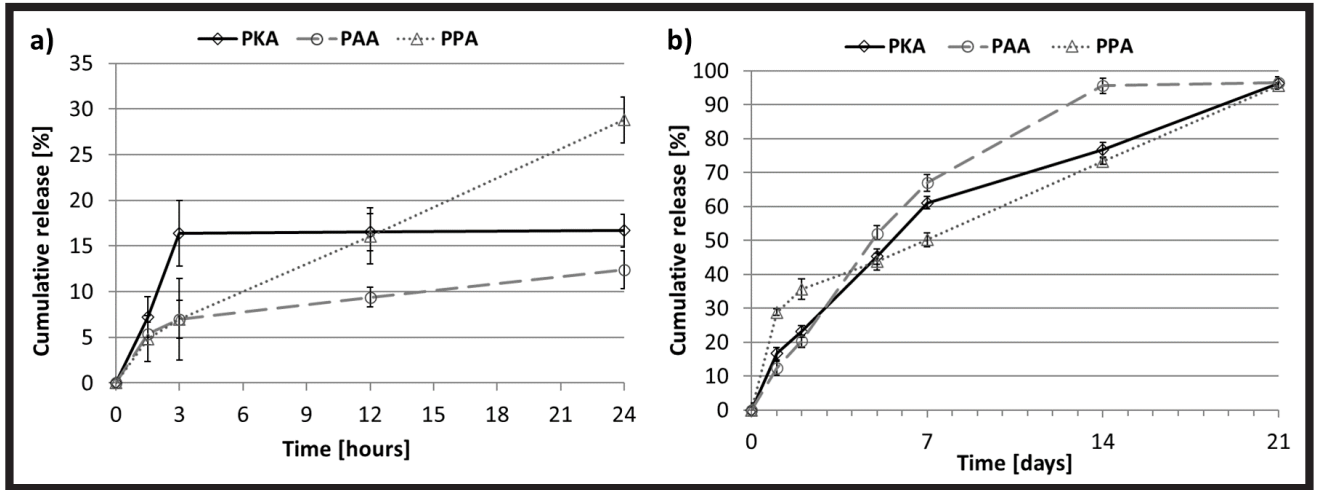 a)
PKA PAA PPA
35
30
25
20
15
10
5
0
Cumulative release [%]
0 3 6 9 12 15 18 21 24
Time [hours]
b)
PKA PAA PPA
100
90
80
70
60
50
40
30
20
10
0
Cumulative release [%]
0 7 14 21
Time [days]